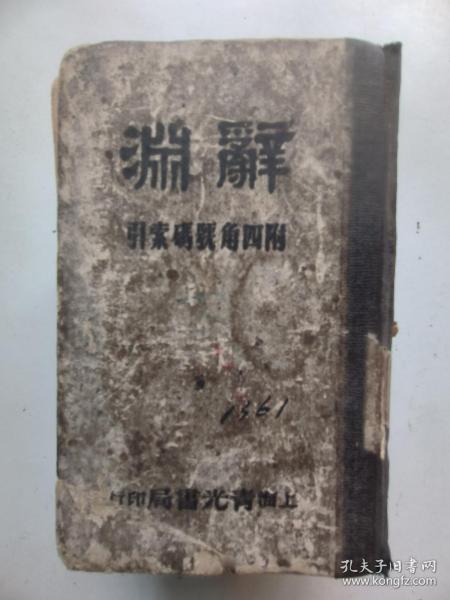 辭淵
附四角號碼索引
1961
上海青光書局印行
孔夫子旧书网
www.kongfz.com